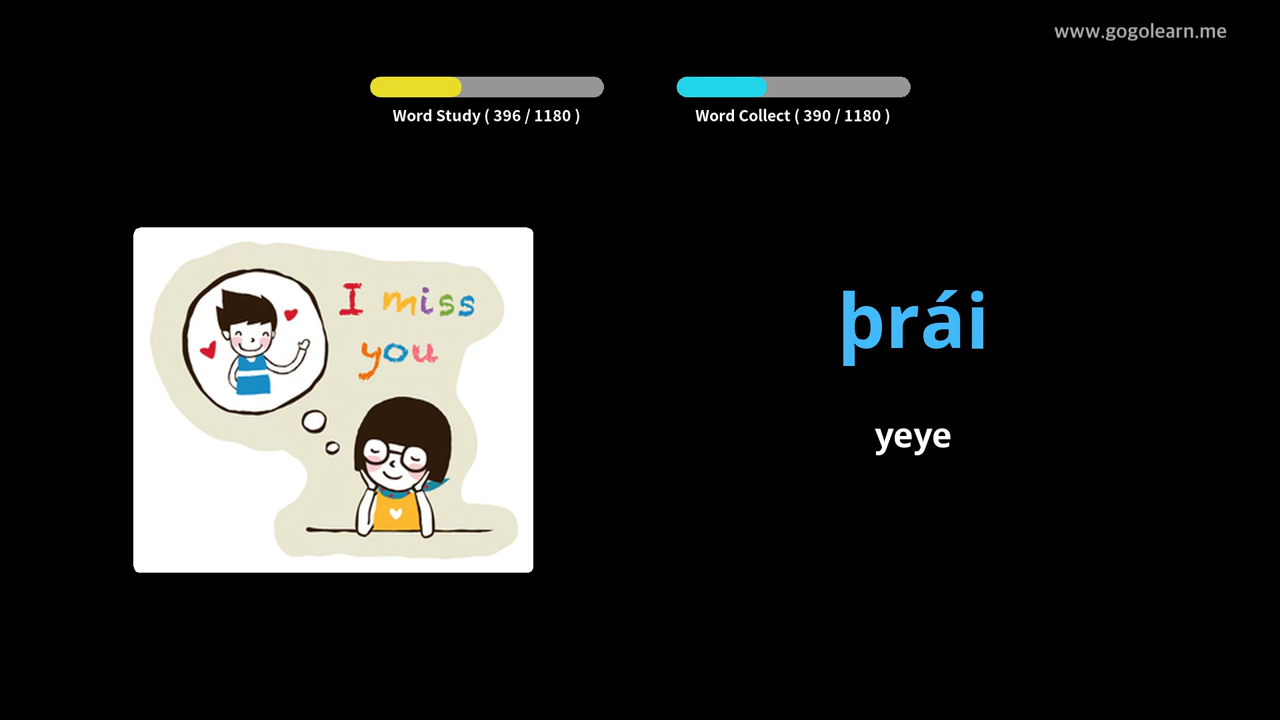 www.gogolearn.me
Word Study ( 396 / 1180 )
Word Collect ( 390 / 1180 )
I miss
you
þrái
yeye